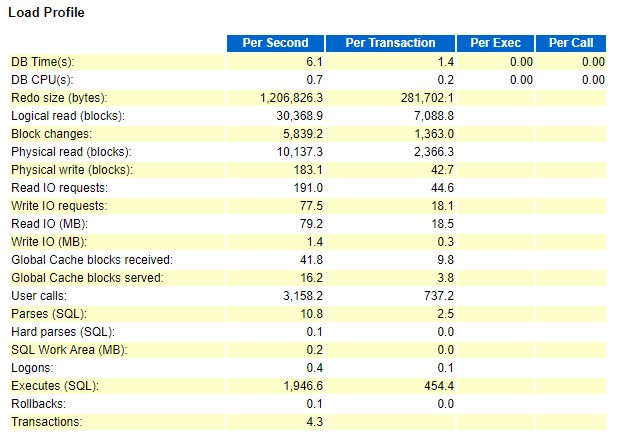 Load Profile
Per Second Per Transaction Per Exec Per Call
DB Time(s): 6.1 1.4 0.00 0.00
DB CPU(s): 0.7 0.2 0.00 0.00
Redo size (bytes): 1,206,826.3 281,702.1
Logical read (blocks): 30,368.9 7,088.8
Block changes: 5,839.2 1,363.0
Physical read (blocks): 10,137.3 2,366.3
Physical write (blocks): 183.1 42.7
Read IO requests: 191.0 44.6
Write IO requests: 77.5 18.1
Read IO (MB): 79.2 18.5
Write IO (MB): 1.4 0.3
Global Cache blocks received: 41.8 9.8
Global Cache blocks served: 16.2 3.8
User calls: 3,158.2 737.2
Parses (SQL): 10.8 2.5
Hard parses (SQL): 0.1 0.0
SQL Work Area (MB): 0.2 0.0
Logons: 0.4 0.1
Executes (SQL): 1,946.6 454.4
Rollbacks: 0.1 0.0
Transactions: 4.3